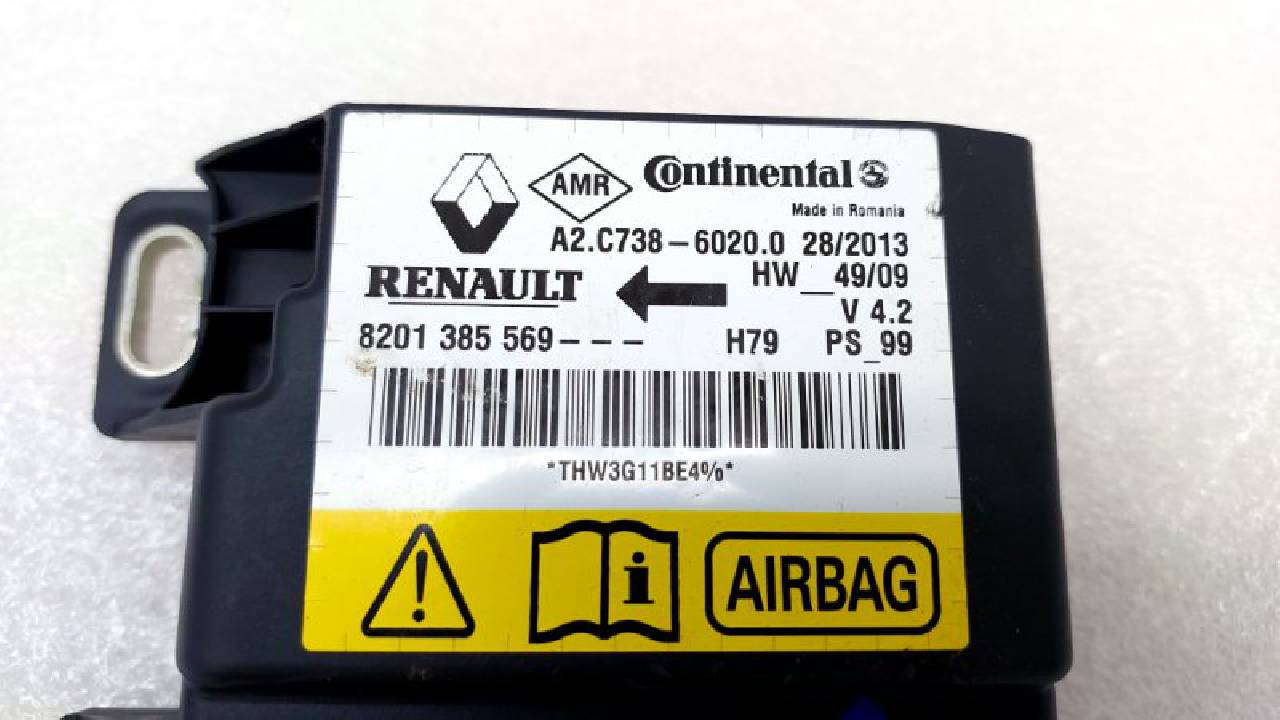 AMR Continental
Made in Romania
A2.C738-6020.0 28/2013
HW__49/09
RENAULT
V 4.2
8201 385 569--- H79 PS_99
*THW3G11BE4%*
! i AIRBAG